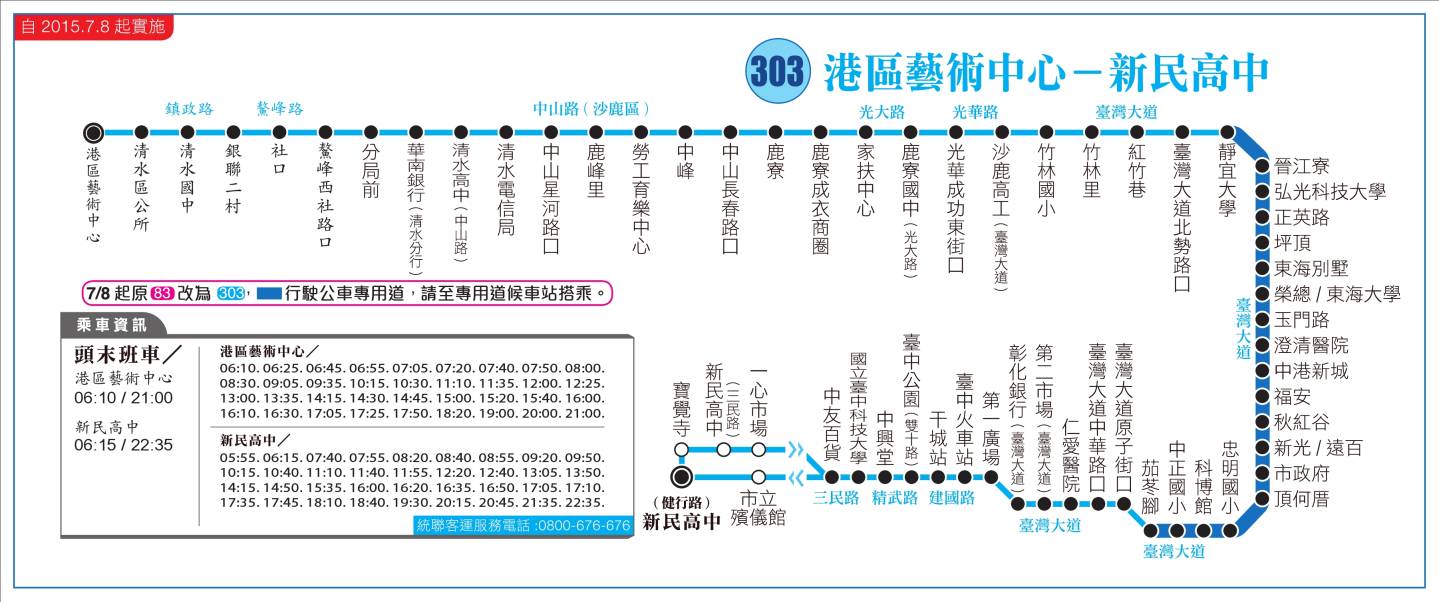 自 2015.7.8 起實施
303 港區藝術中心－新民高中
鎮政路
鰲峰路
中山路（沙鹿區）
光大路
光華路
臺灣大道
港區藝術中心
清水區公所
清水國中
銀聯二村
社口
鰲峰西社路口
分局前
華南銀行（清水分行）
清水高中（中山路）
清水電信局
中山星河路口
鹿峰里
勞工育樂中心
中峰
中山長春路口
鹿寮
鹿寮成衣商圈
家扶中心
鹿寮國中（光大路）
光華成功東街口
沙鹿高工（臺灣大道）
竹林國小
竹林里
紅竹巷
臺灣大道北勢路口
靜宜大學
晉江寮
弘光科技大學
正英路
坪頂
東海別墅
榮總 / 東海大學
玉門路
澄清醫院
中港新城
福安
秋紅谷
新光 / 遠百
市政府
頂何厝
臺灣大道
7/8 起原 83 改為 303，行駛公車專用道，請至專用道候車站搭乘。
乘車資訊
頭末班車／
港區藝術中心
06:10 / 21:00
新民高中
06:15 / 22:35
港區藝術中心／
06:10. 06:25. 06:45. 06:55. 07:05. 07:20. 07:40. 07:50. 08:00.
08:30. 09:05. 09:35. 10:15. 10:30. 11:10. 11:35. 12:00. 12:25.
13:00. 13:35. 14:15. 14:30. 14:45. 15:00. 15:20. 15:40. 16:00.
16:10. 16:30. 17:05. 17:25. 17:50. 18:20. 19:00. 20:00. 21:00.
新民高中／
05:55. 06:15. 07:40. 07:55. 08:20. 08:40. 08:55. 09:20. 09:50.
10:15. 10:40. 11:10. 11:40. 11:55. 12:20. 12:40. 13:05. 13:50.
14:15. 14:50. 15:35. 16:00. 16:20. 16:35. 16:50. 17:05. 17:10.
17:35. 17:45. 18:10. 18:40. 19:30. 20:15. 20:45. 21:35. 22:35.
統聯客運服務電話 :0800-676-676
寶覺寺
新民高中（三民路）
一心市場
（健行路）
新民高中
市立
殯儀館
中友百貨
國立臺中科技大學
中興堂
臺中公園（雙十路）
干城站
臺中火車站
第一廣場
彰化銀行（臺灣大道）
第二市場（臺灣大道）
仁愛醫院
臺灣大道中華路口
臺灣大道原子街口
茄苳腳
中正國小
科博館
忠明國小
三民路
精武路
建國路
臺灣大道
臺灣大道